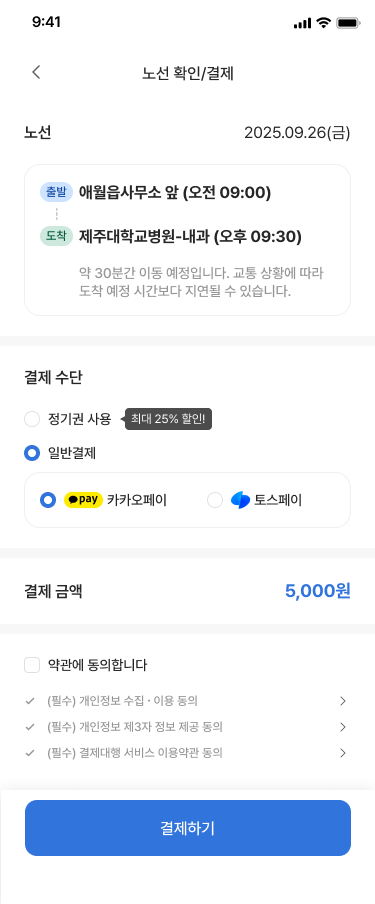 9:41
노선 확인/결제
노선
2025.09.26(금)
출발 애월읍사무소 앞 (오전 09:00)
도착 제주대학교병원-내과 (오후 09:30)
약 30분간 이동 예정입니다. 교통 상황에 따라
도착 예정 시간보다 지연될 수 있습니다.
결제 수단
정기권 사용 최대 25% 할인!
일반결제
pay 카카오페이
토스페이
결제 금액
5,000원
약관에 동의합니다
(필수) 개인정보 수집 · 이용 동의
(필수) 개인정보 제3자 정보 제공 동의
(필수) 결제대행 서비스 이용약관 동의
결제하기